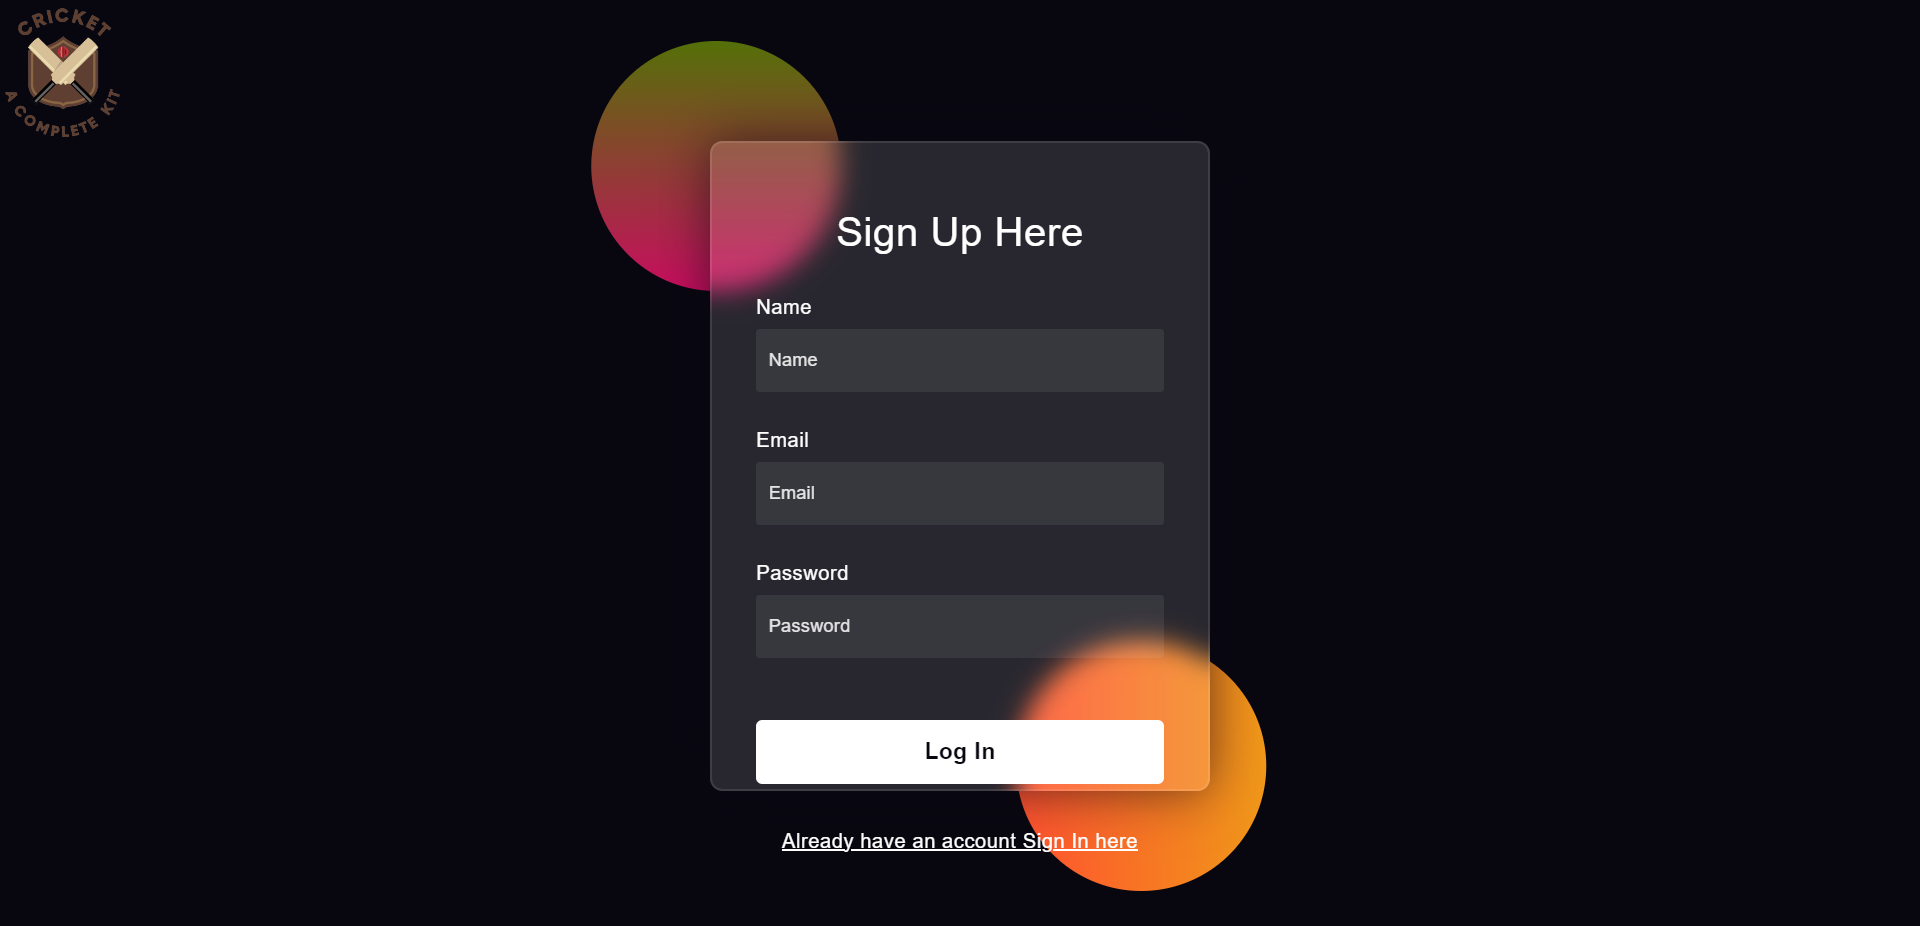 CRICKET
A COMPLETE KIT
Sign Up Here
Name
Name
Email
Email
Password
Password
Log In
Already have an account Sign In here